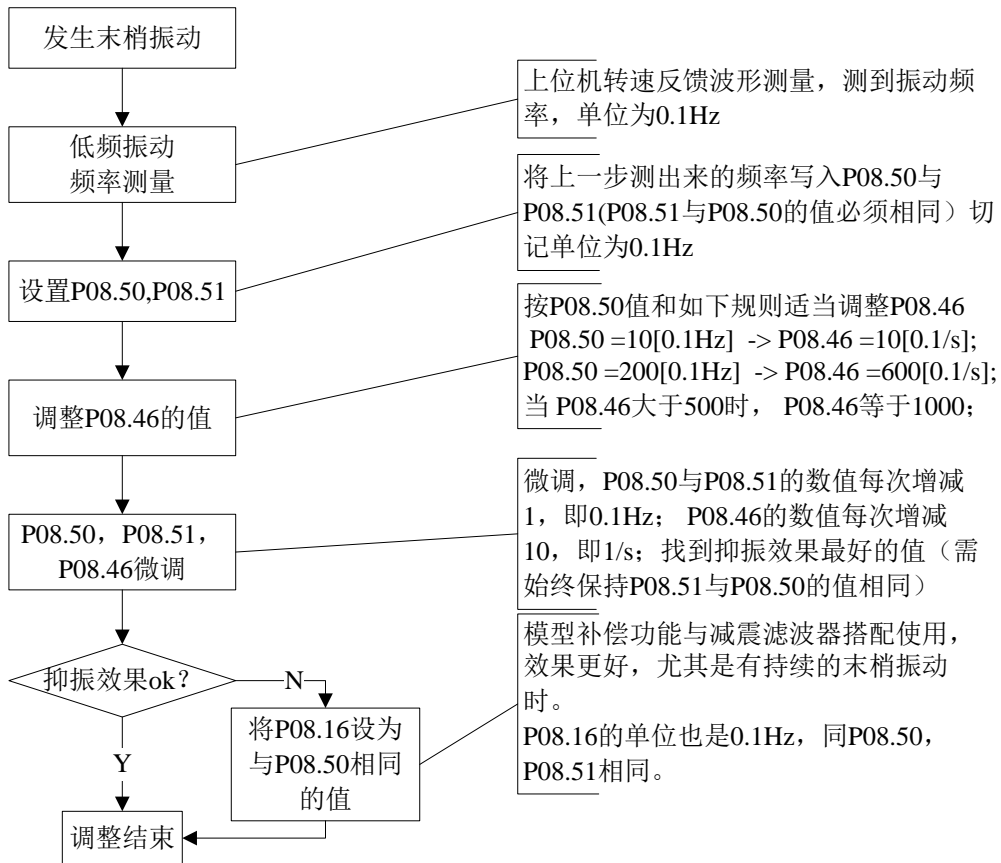 发生末梢振动
上位机转速反馈波形测量，测到振动频
率，单位为0.1Hz
低频振动
频率测量
将上一步测出来的频率写入P08.50与
P08.51(P08.51与P08.50的值必须相同）切
记单位为0.1Hz
设置P08.50,P08.51
按P08.50值和如下规则适当调整P08.46
P08.50 =10[0.1Hz] -> P08.46 =10[0.1/s];
P08.50 =200[0.1Hz] -> P08.46 =600[0.1/s];
当 P08.46大于500时， P08.46等于1000；
调整P08.46的值
微调，P08.50与P08.51的数值每次增减
1，即0.1Hz； P08.46的数值每次增减
10，即1/s；找到抑振效果最好的值（需
始终保持P08.51与P08.50的值相同）
P08.50，P08.51，
P08.46微调
模型补偿功能与减震滤波器搭配使用，
效果更好，尤其是有持续的末梢振动
时。
P08.16的单位也是0.1Hz，同P08.50，
P08.51相同。
抑振效果ok？
N
将P08.16设为
与P08.50相同
的值
Y
调整结束